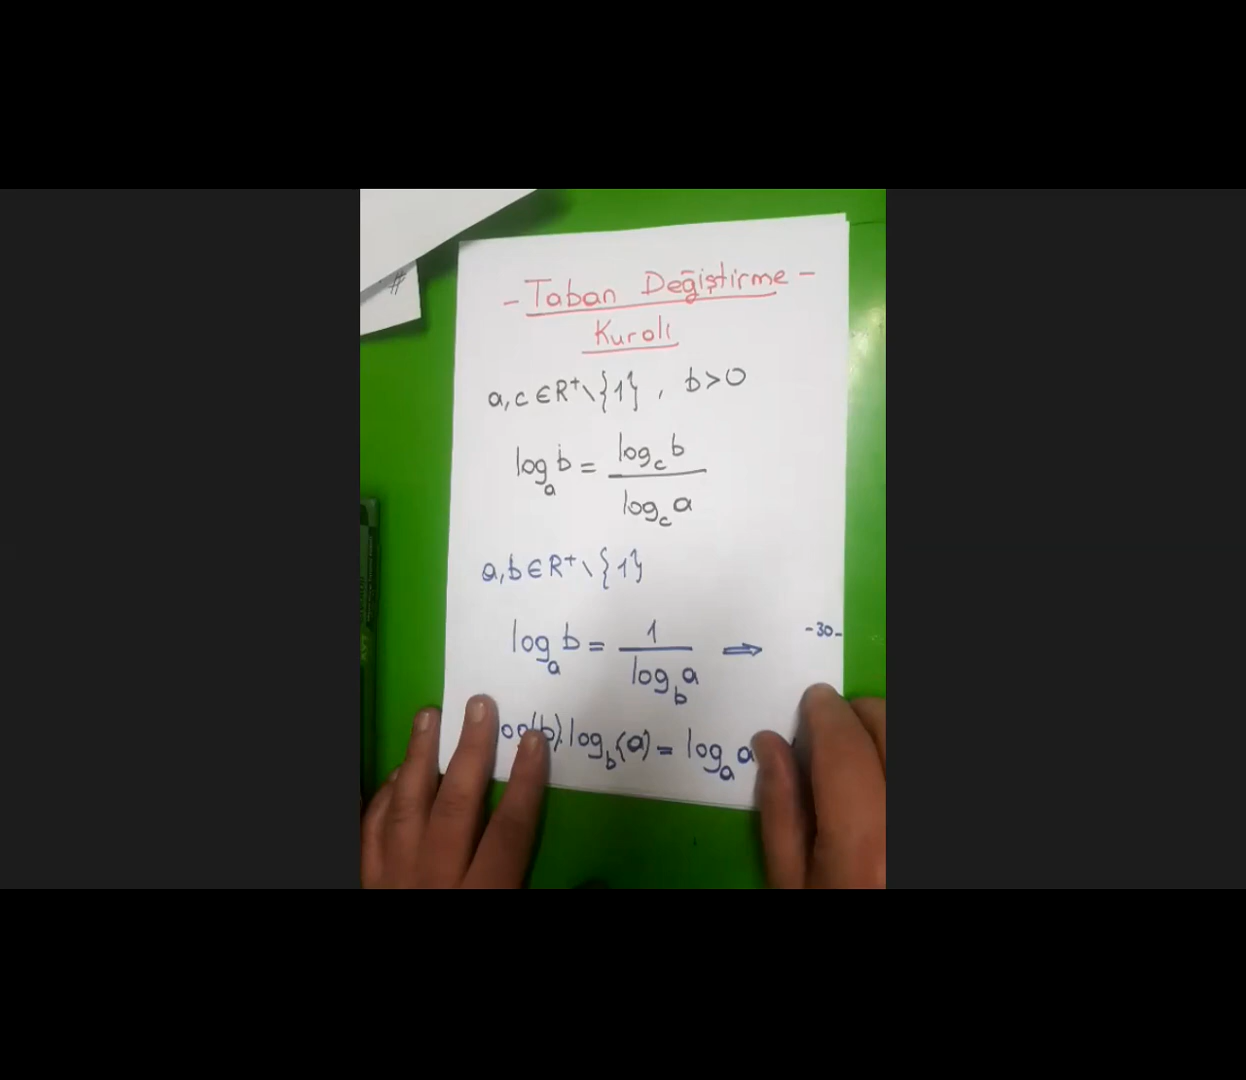 - Taban Değiştirme -
Kuralı
a, c ∈ R⁺ \ {1} , b > 0
log_a b = log_c b / log_c a
a, b ∈ R⁺ \ {1}
log_a b = 1 / log_b a ⇒
-30-
log_b(a) = log_a a